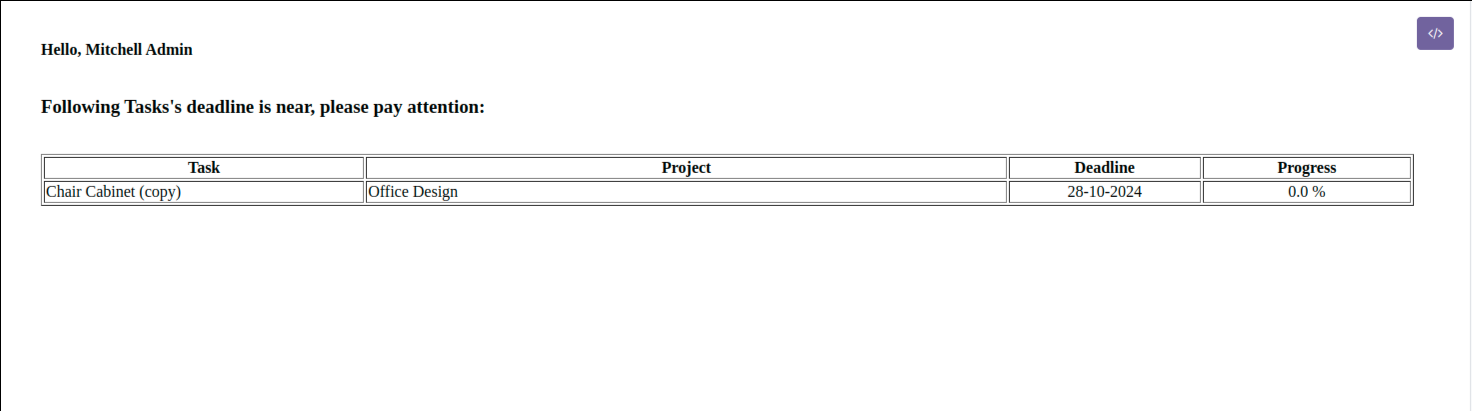 Hello, Mitchell Admin
</>
Following Tasks's deadline is near, please pay attention:
Task Project Deadline Progress
Chair Cabinet (copy) Office Design 28-10-2024 0.0 %